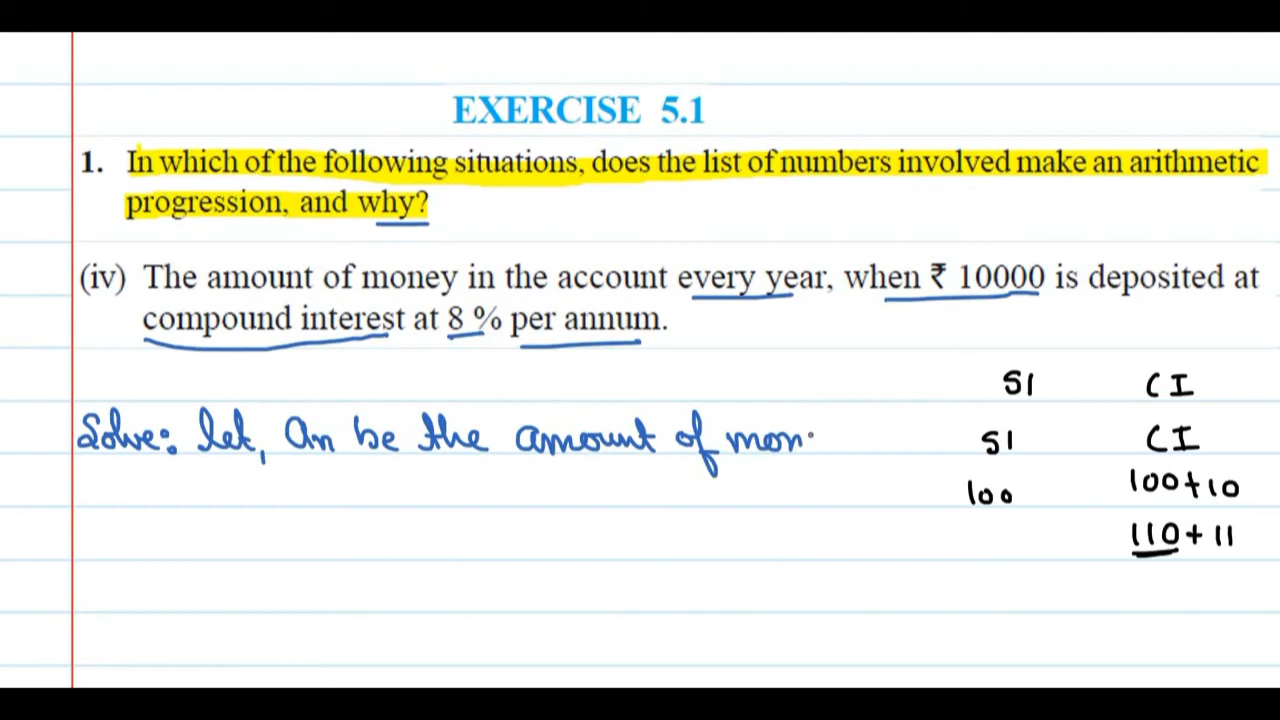 EXERCISE 5.1
1. In which of the following situations, does the list of numbers involved make an arithmetic
progression, and why?
(iv) The amount of money in the account every year, when ₹ 10000 is deposited at
compound interest at 8 % per annum.
SI CI
Solve: let, an be the amount of mon
SI CI
100 100+10
110+11